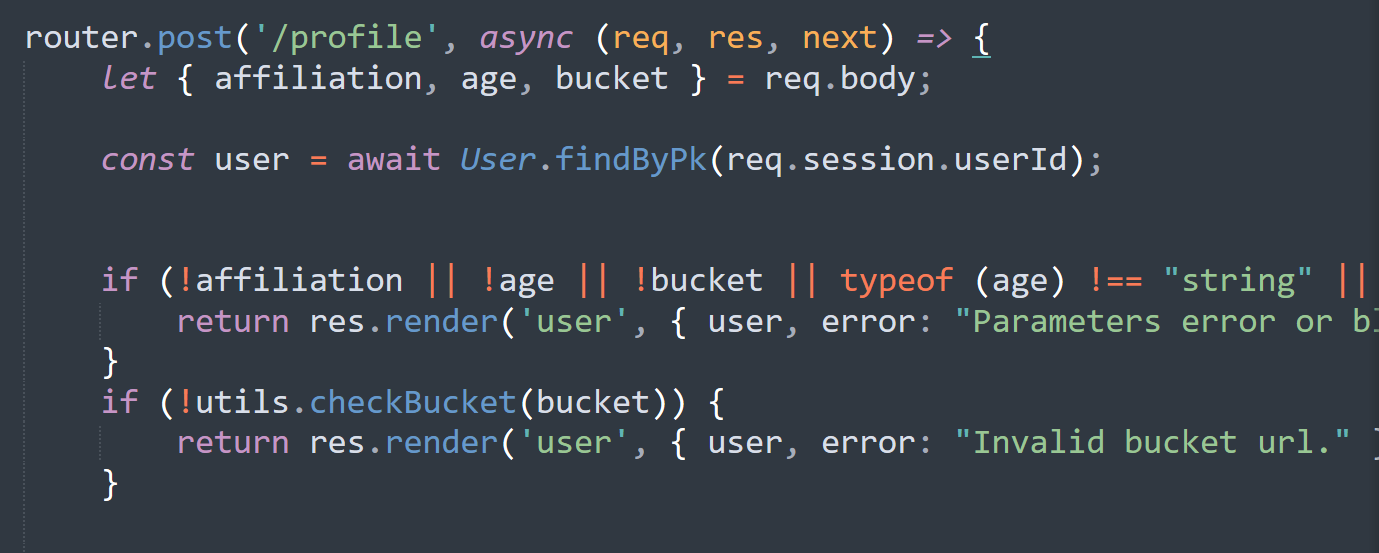 router.post('/profile', async (req, res, next) => {
    let { affiliation, age, bucket } = req.body;
    const user = await User.findByPk(req.session.userId);
    if (!affiliation || !age || !bucket || typeof (age) !== "string" ||
        return res.render('user', { user, error: "Parameters error or
    }
    if (!utils.checkBucket(bucket)) {
        return res.render('user', { user, error: "Invalid bucket url."
    }